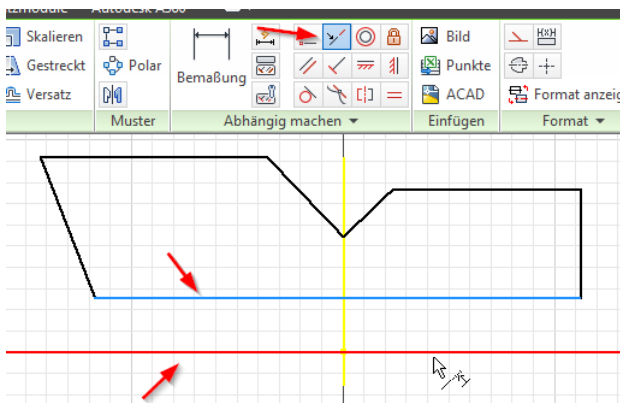 Skalieren
Gestreckt
Versatz
Polar
Muster
Bemaßung
Abhängig machen
Bild
Punkte
ACAD
Einfügen
H×H
Format anzeig
Format